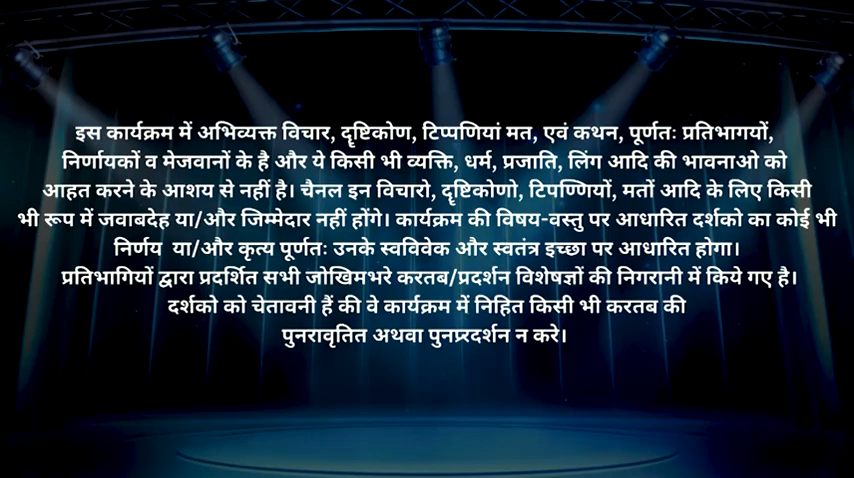 इस कार्यक्रम में अभिव्यक्त विचार, दृष्टिकोण, टिप्पणियां मत, एवं कथन, पूर्णतः प्रतिभागयों,
निर्णायकों व मेजवानों के है और ये किसी भी व्यक्ति, धर्म, प्रजाति, लिंग आदि की भावनाओ को
आहत करने के आशय से नहीं है। चैनल इन विचारो, दृष्टिकोणो, टिपण्णियों, मतों आदि के लिए किसी
भी रूप में जवाबदेह या/और जिम्मेदार नहीं होंगे। कार्यक्रम की विषय-वस्तु पर आधारित दर्शको का कोई भी
निर्णय या/और कृत्य पूर्णतः उनके स्वविवेक और स्वतंत्र इच्छा पर आधारित होगा।
प्रतिभागियों द्वारा प्रदर्शित सभी जोखिमभरे करतब/प्रदर्शन विशेषज्ञों की निगरानी में किये गए है।
दर्शको को चेतावनी हैं की वे कार्यक्रम में निहित किसी भी करतब की
पुनरावृतित अथवा पुनप्र्रदर्शन न करे।